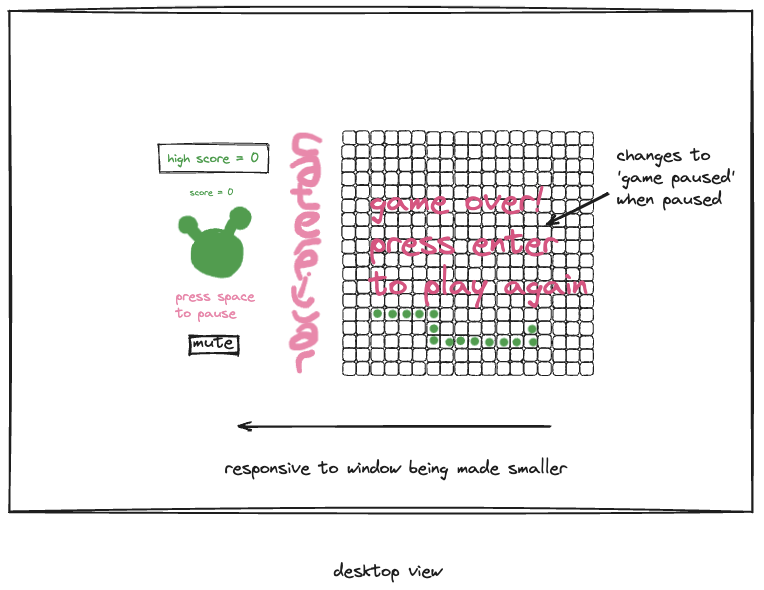 high score = 0
score = 0
press space
to pause
mute
game over!
press enter
to play again
changes to
'game paused'
when paused
responsive to window being made smaller
desktop view